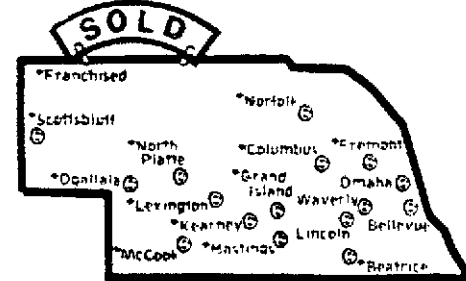 SOLD
*Franchised
*Norfolk
*Scottsbluff
*North
Platte
*Columbus
*Fremont
*Ogallala
*Grand
Island
Omaha
*Lexington
Waverly
*Kearney
Bellevue
Lincoln
*McCook
*Hastings
*Beatrice